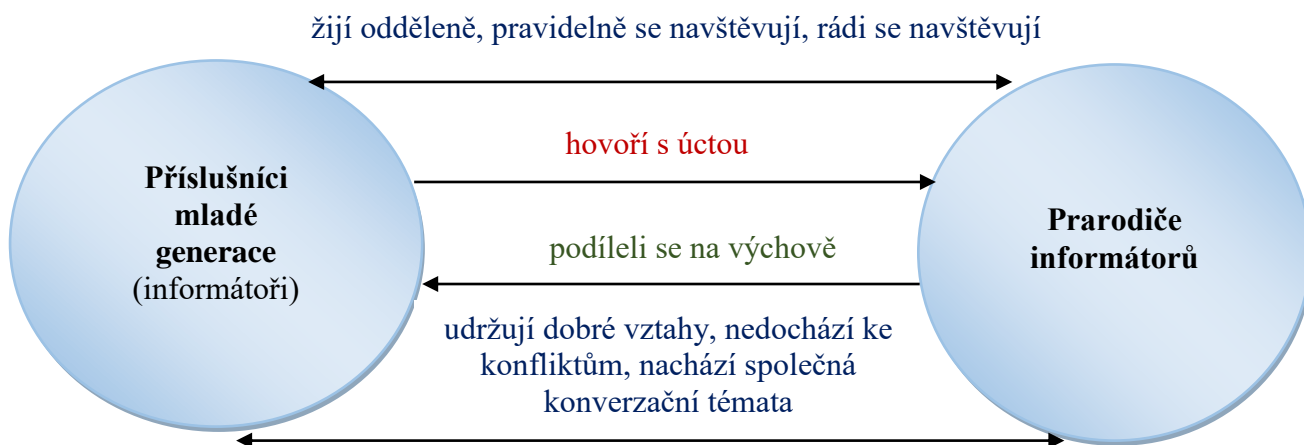 žijí odděleně, pravidelně se navštěvují, rádi se navštěvují
hovoří s úctou
Příslušníci
mladé
generace
(informátoři)
Prarodiče
informátorů
podíleli se na výchově
udržují dobré vztahy, nedochází ke
konfliktům, nachází společná
konverzační témata